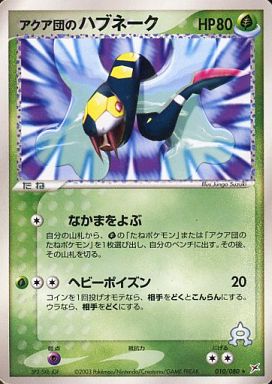 アクア団のハブネーク HP80
Illus. Jungo Suzuki
たね
なかまをよぶ
自分の山札から、の「たねポケモン」または「アクア団の
たねポケモン」を1枚選び出し、自分のベンチに出す。その
後、その山札を切る。
ヘビーポイズン 20
コインを1回投げオモテなら、相手をどくとこんらんにする。
ウラなら、相手をどくにする。
弱点 抵抗力 にげる
©2003 Pokémon/Nintendo/CREATURES/GAME FREAK.
010/080